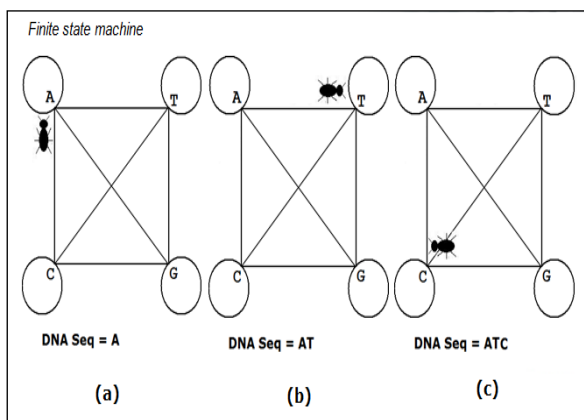 Finite state machine
A T A T A T
C G C G C G
DNA Seq = A DNA Seq = AT DNA Seq = ATC
(a) (b) (c)